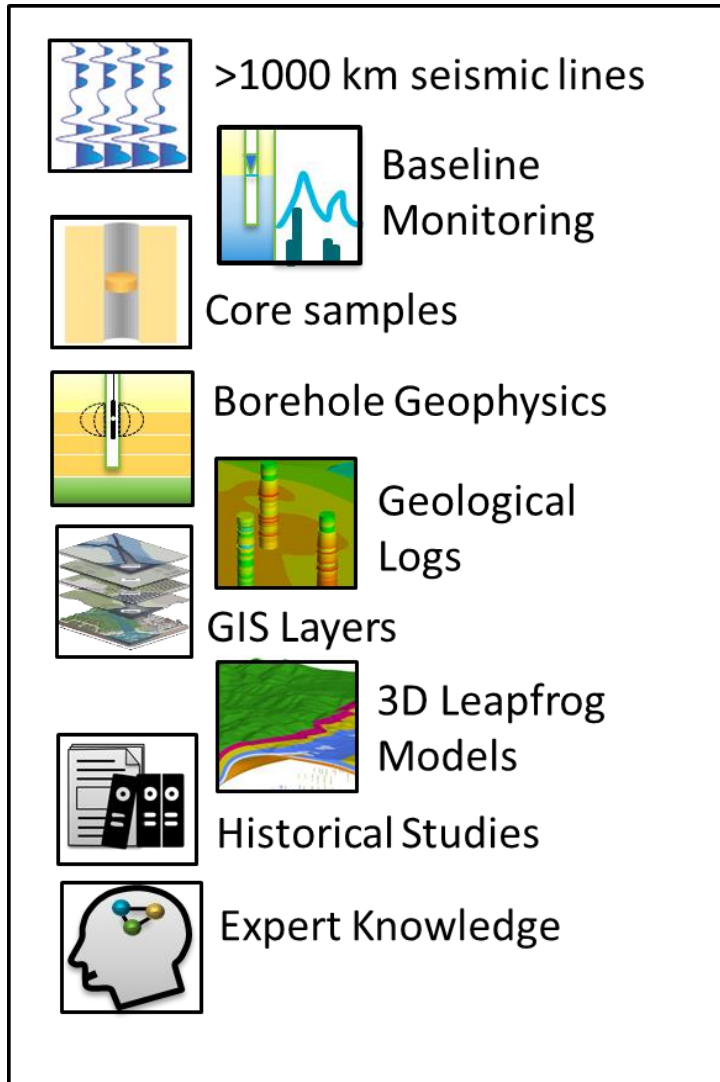 >1000 km seismic lines
Baseline
Monitoring
Core samples
Borehole Geophysics
Geological
Logs
GIS Layers
3D Leapfrog
Models
Historical Studies
Expert Knowledge